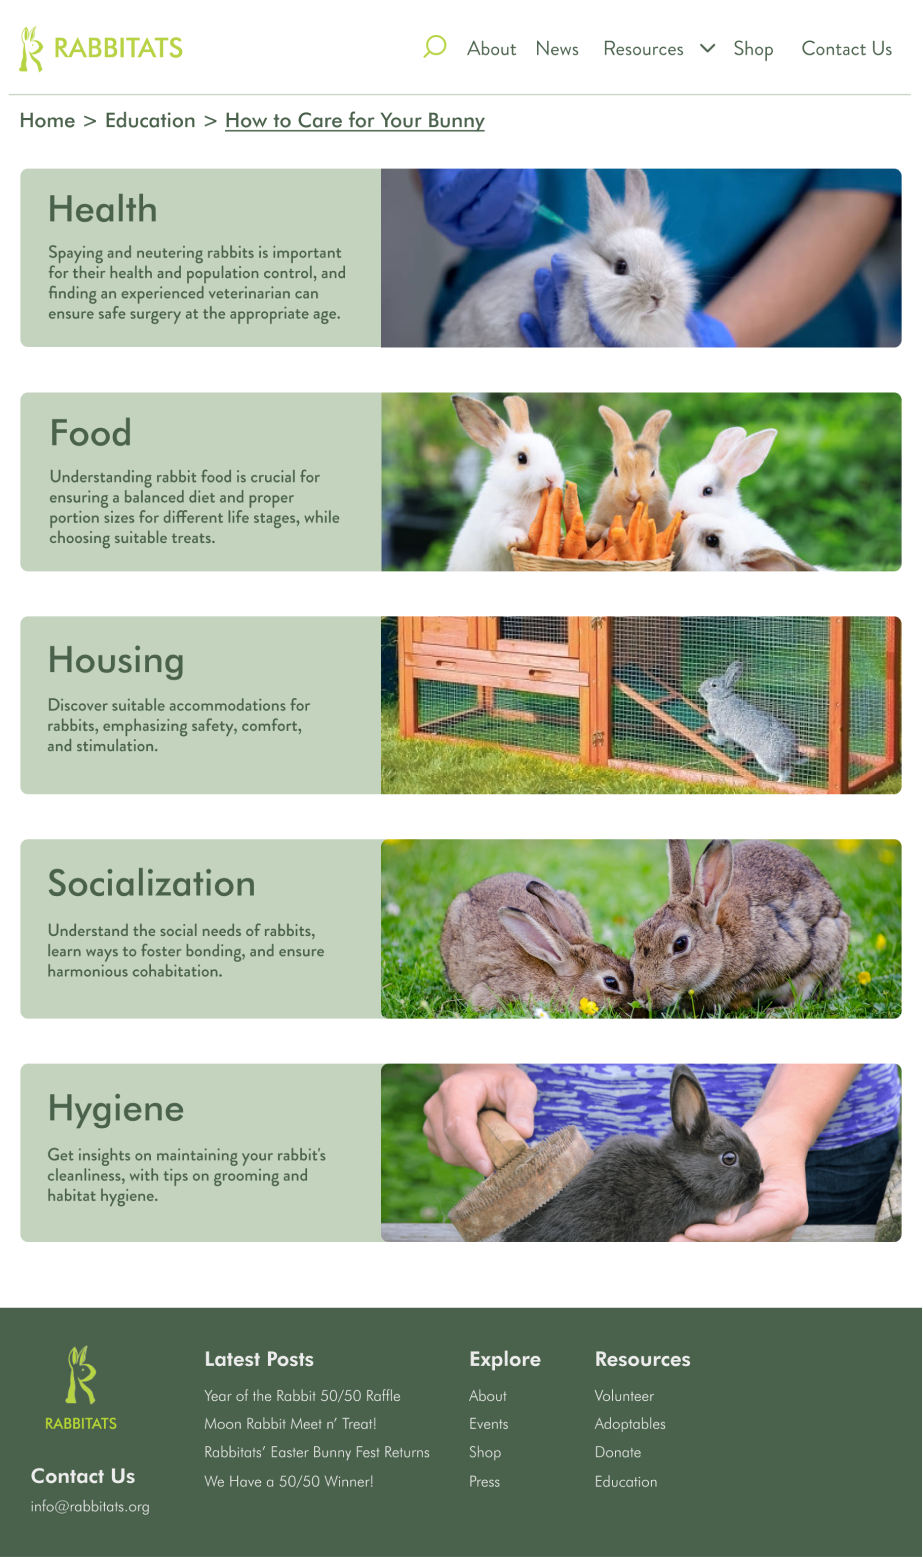 RABBITATS
About News Resources Shop Contact Us
Home > Education > How to Care for Your Bunny
Health
Spaying and neutering rabbits is important
for their health and population control, and
finding an experienced veterinarian can
ensure safe surgery at the appropriate age.
Food
Understanding rabbit food is crucial for
ensuring a balanced diet and proper
portion sizes for different life stages, while
choosing suitable treats.
Housing
Discover suitable accommodations for
rabbits, emphasizing safety, comfort,
and stimulation.
Socialization
Understand the social needs of rabbits,
learn ways to foster bonding, and ensure
harmonious cohabitation.
Hygiene
Get insights on maintaining your rabbit's
cleanliness, with tips on grooming and
habitat hygiene.
RABBITATS
Contact Us
info@rabbitats.org
Latest Posts
Year of the Rabbit 50/50 Raffle
Moon Rabbit Meet n’ Treat!
Rabbitats’ Easter Bunny Fest Returns
We Have a 50/50 Winner!
Explore
About
Events
Shop
Press
Resources
Volunteer
Adoptables
Donate
Education